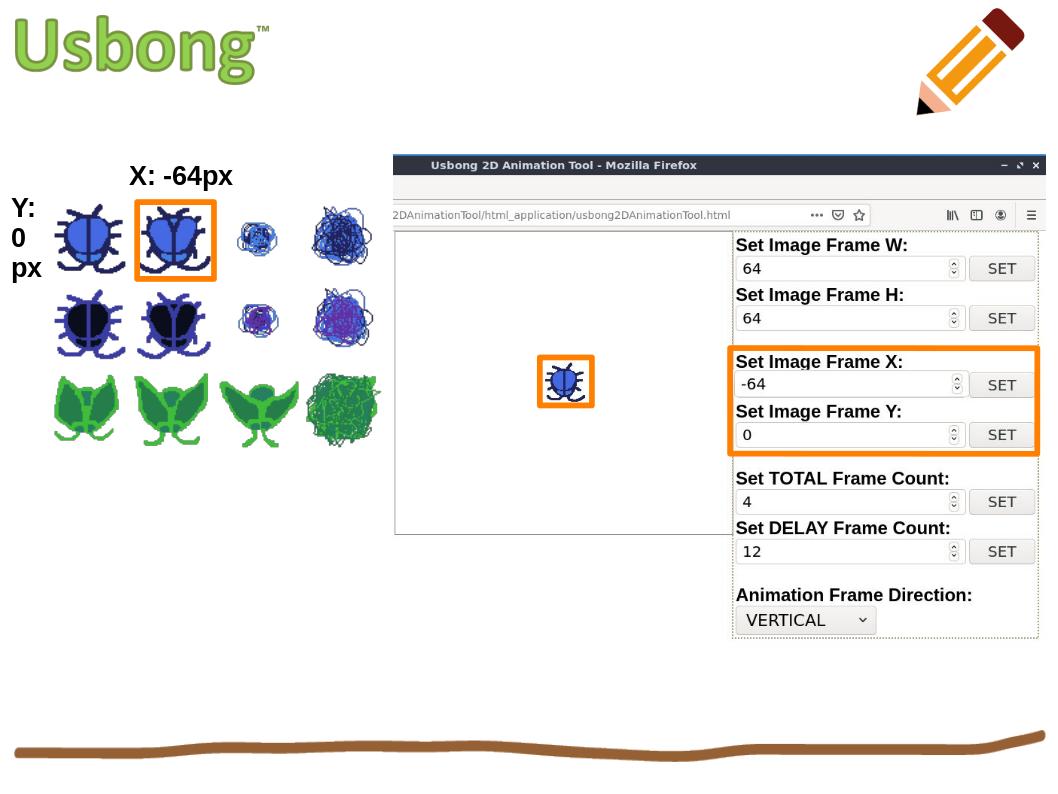 Usbong™
X: -64px
Y:
0
px
Usbong 2D Animation Tool - Mozilla Firefox
2DAnimationTool/html_application/usbong2DAnimationTool.html
Set Image Frame W:
64 SET
Set Image Frame H:
64 SET
Set Image Frame X:
-64 SET
Set Image Frame Y:
0 SET
Set TOTAL Frame Count:
4 SET
Set DELAY Frame Count:
12 SET
Animation Frame Direction:
VERTICAL